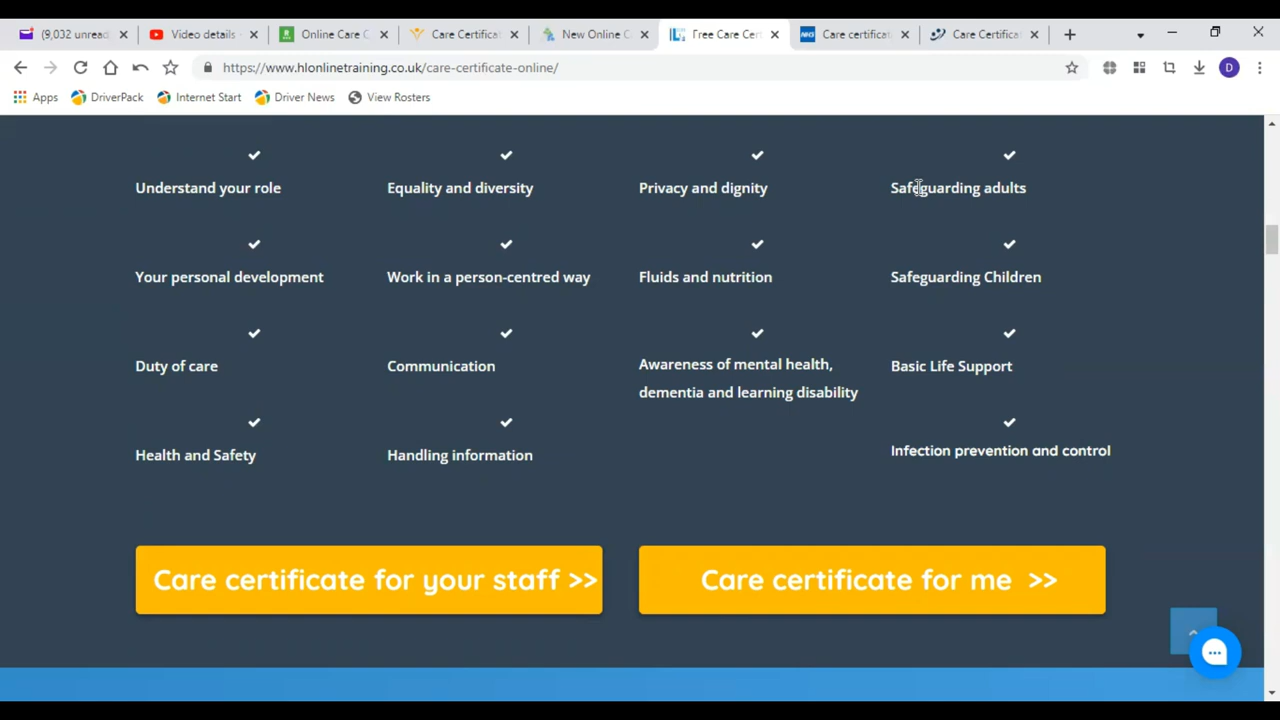 (9,032 unread
Video details -
Online Care C
Care Certifica
New Online C
Free Care Cer
NHS
Care certificat
Care Certifica
https://www.hlonlinetraining.co.uk/care-certificate-online/
D
Apps
DriverPack
Internet Start
Driver News
View Rosters
Understand your role
Equality and diversity
Privacy and dignity
Safeguarding adults
Your personal development
Work in a person-centred way
Fluids and nutrition
Safeguarding Children
Duty of care
Communication
Awareness of mental health,
dementia and learning disability
Basic Life Support
Health and Safety
Handling information
Infection prevention and control
Care certificate for your staff >>
Care certificate for me >>